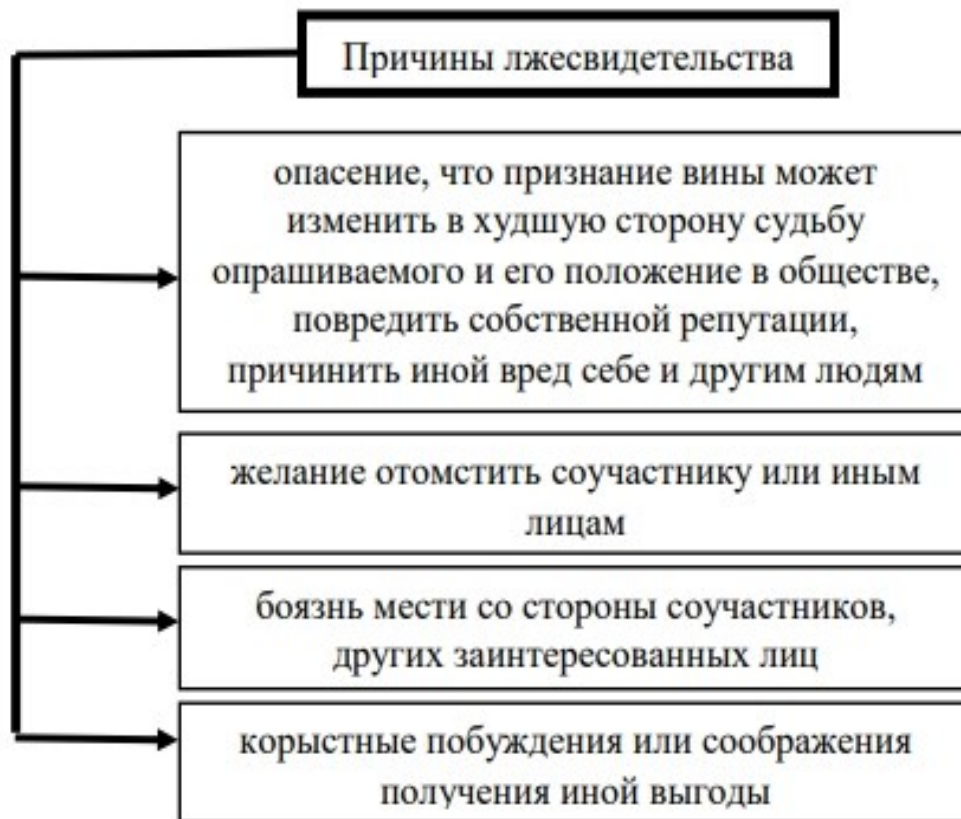 Причины лжесвидетельства
опасение, что признание вины может
изменить в худшую сторону судьбу
опрашиваемого и его положение в обществе,
повредить собственной репутации,
причинить иной вред себе и другим людям
желание отомстить соучастнику или иным
лицам
боязнь мести со стороны соучастников,
других заинтересованных лиц
корыстные побуждения или соображения
получения иной выгоды